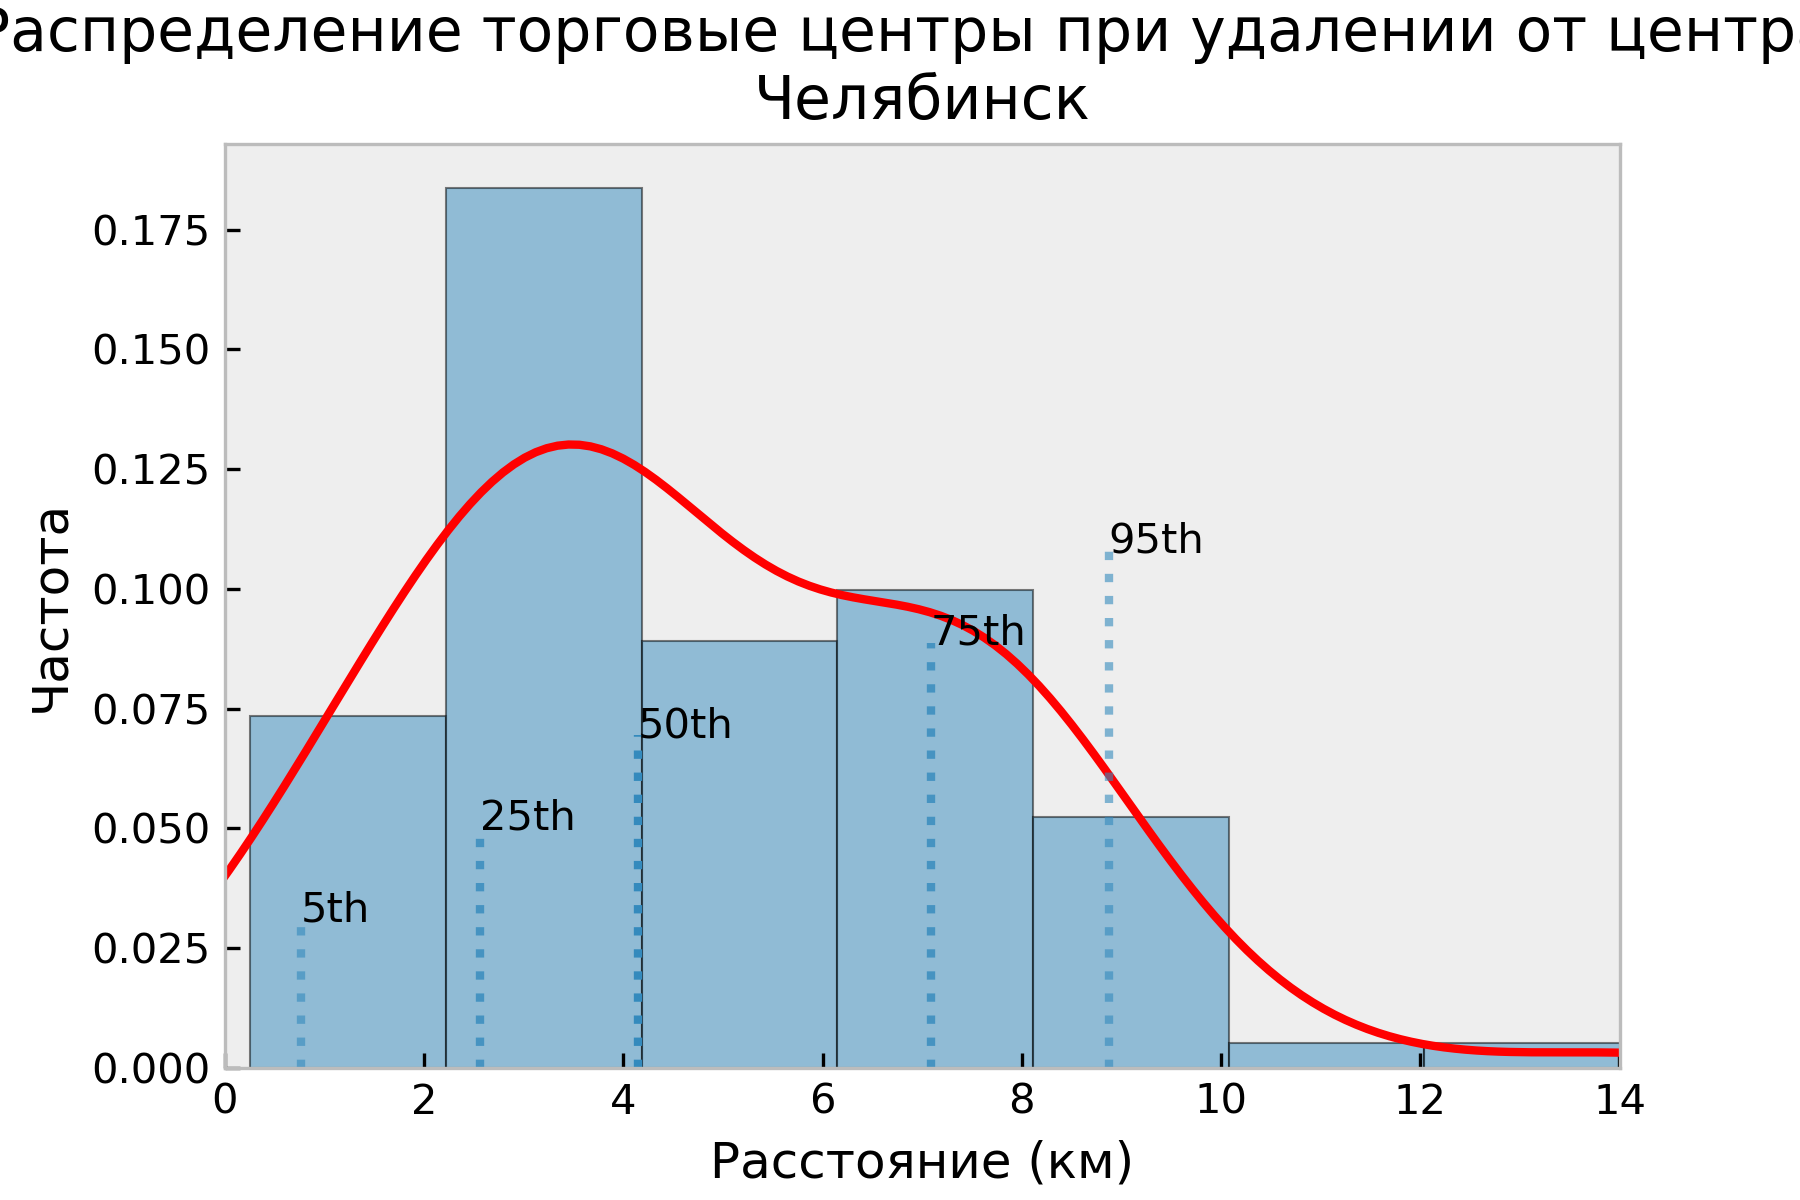 Распределение торговые центры при удалении от центра
Челябинск
Частота
0.175
0.150
0.125
0.100
0.075
0.050
0.025
0.000
95th
75th
50th
25th
5th
0 2 4 6 8 10 12 14
Расстояние (км)